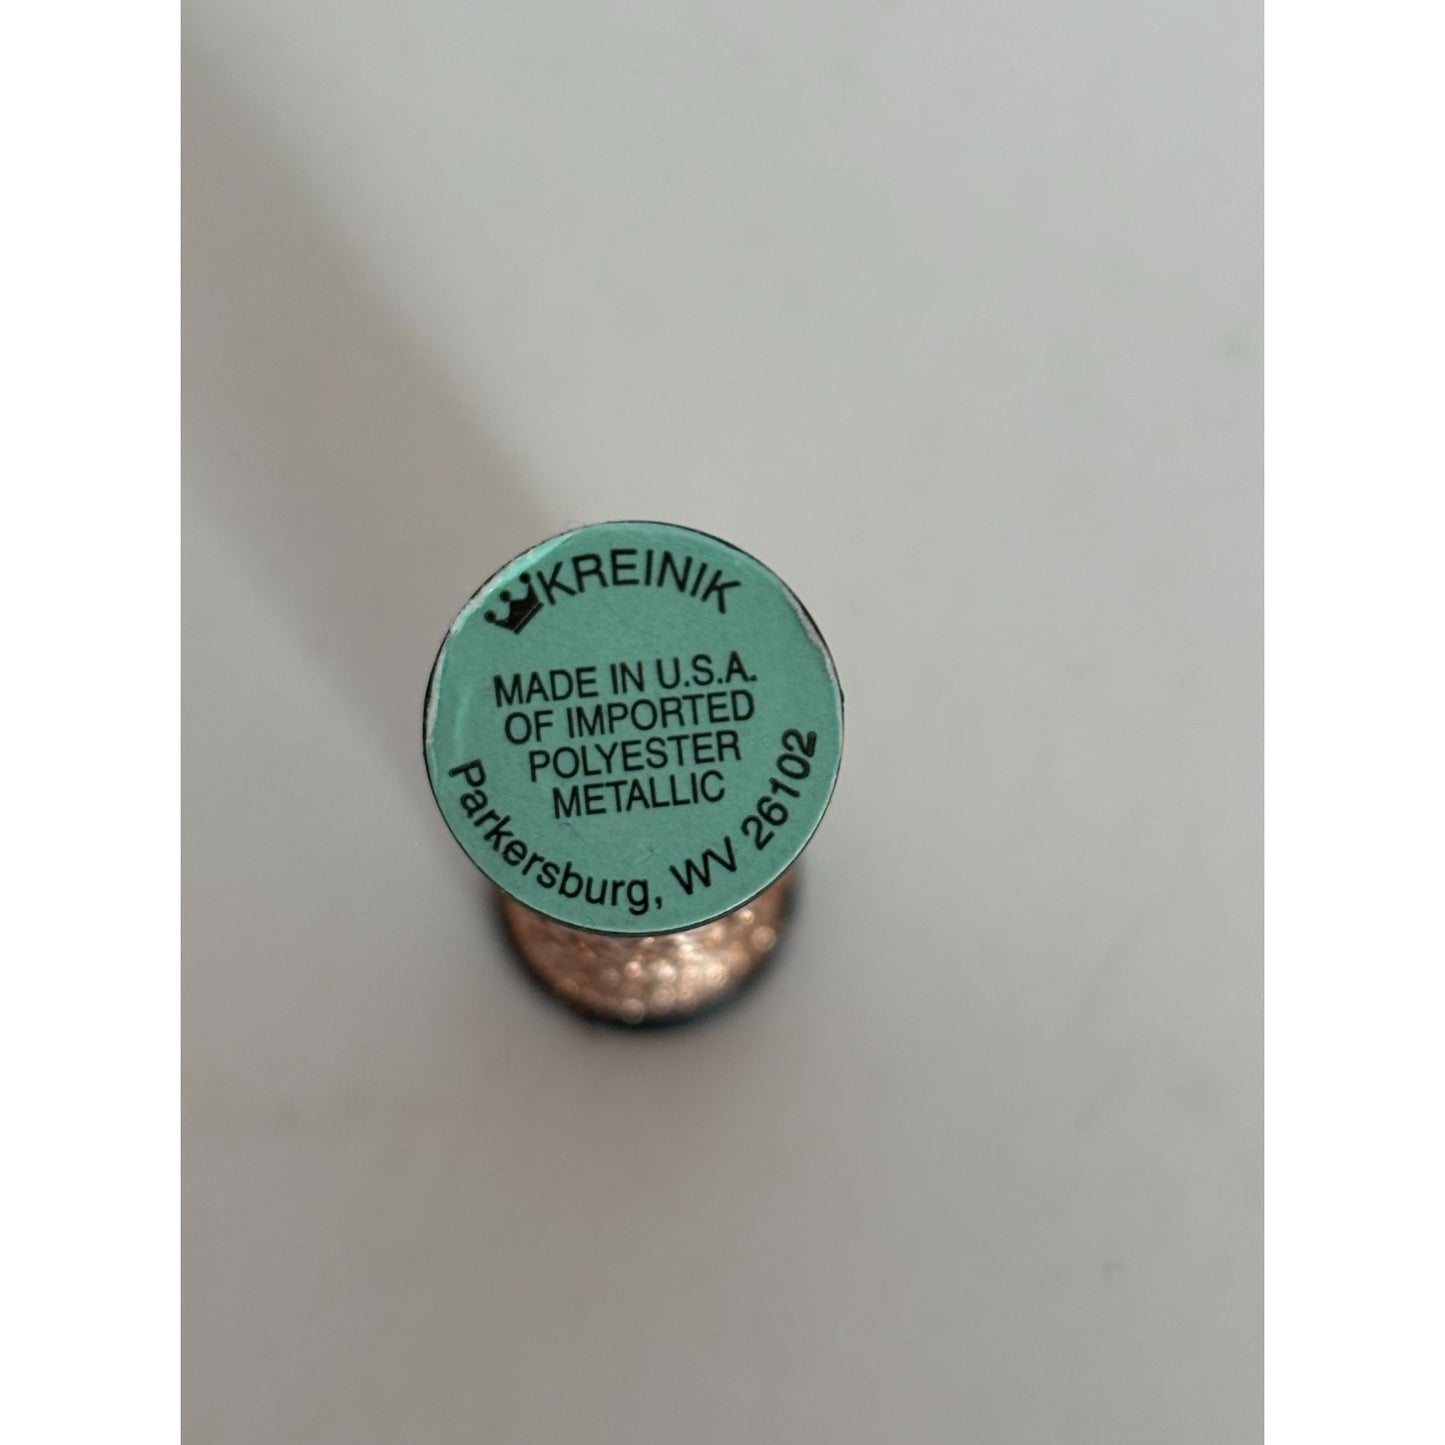 KREINIK
MADE IN U.S.A.
OF IMPORTED
POLYESTER
METALLIC
Parkersburg, WV 26102